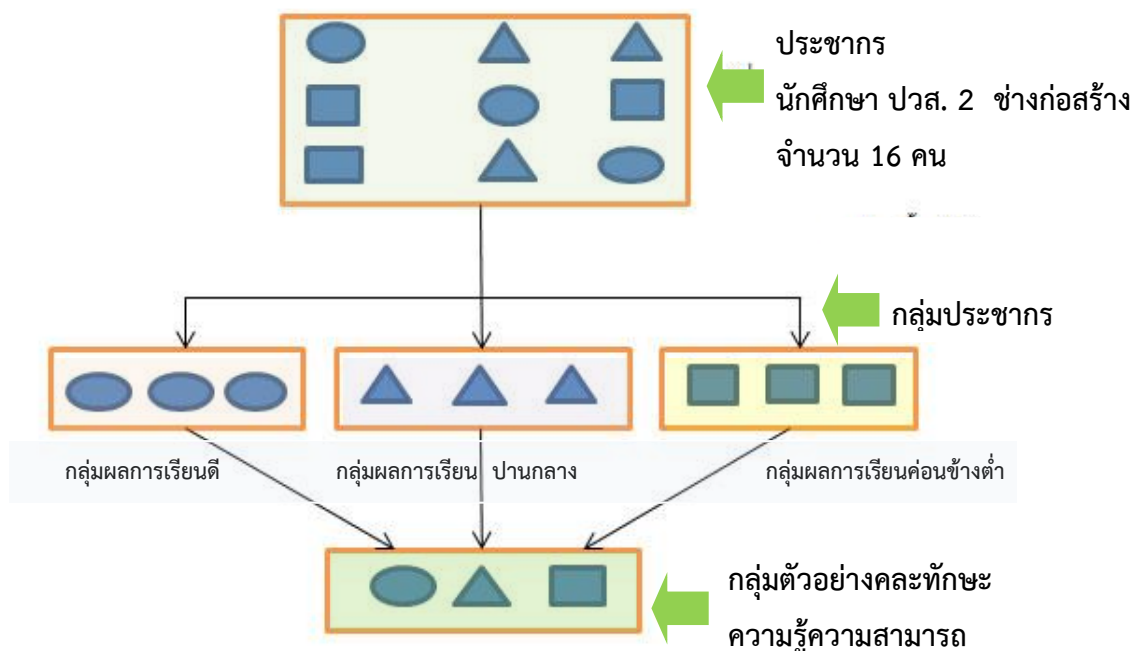 ประชากร
นักศึกษา ปวส. 2 ช่างก่อสร้าง
จำนวน 16 คน
กลุ่มประชากร
กลุ่มผลการเรียนดี
กลุ่มผลการเรียน ปานกลาง
กลุ่มผลการเรียนค่อนข้างต่ำ
กลุ่มตัวอย่างคละทักษะ
ความรู้ความสามารถ